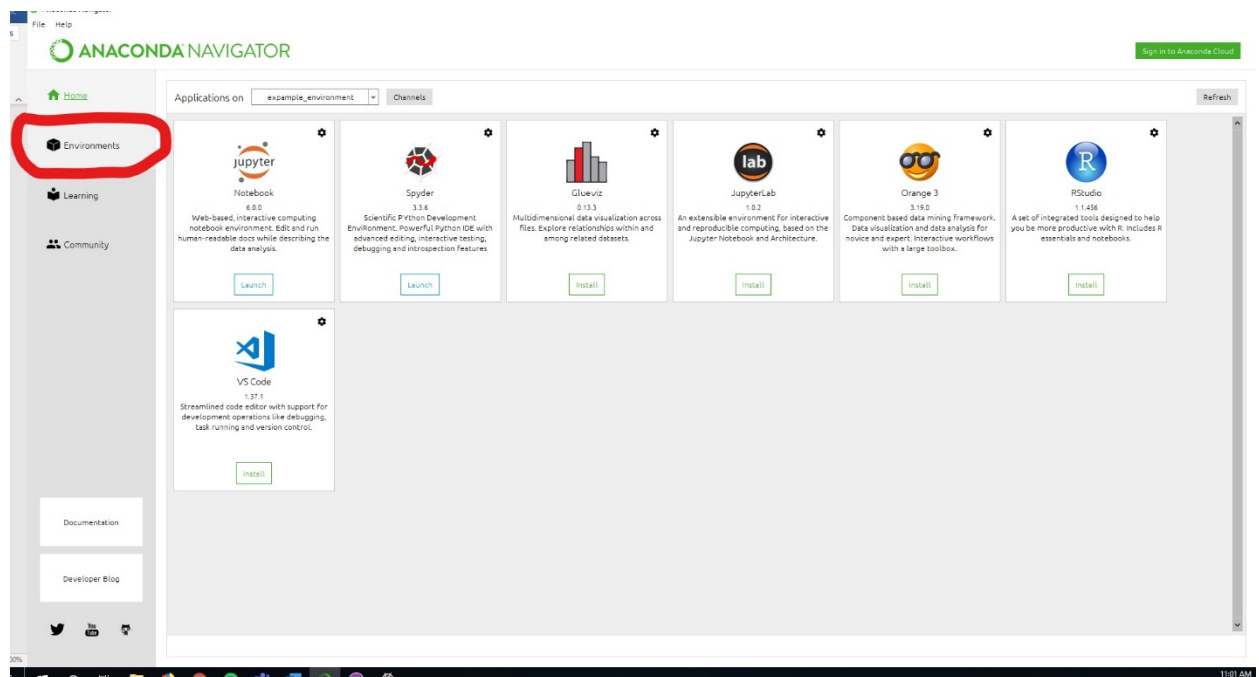 File Help
ANACONDA NAVIGATOR
Sign in to Anaconda Cloud
Home
Environments
Learning
Community
Documentation
Developer Blog
You
Tube
Applications on expample_environment Channels
Refresh
jupyter
Notebook
6.0.0
Web-based, interactive computing
notebook environment. Edit and run
human-readable docs while describing the
data analysis.
Launch
Spyder
3.3.6
Scientific PYthon Development
EnviRonment. Powerful Python IDE with
advanced editing, interactive testing,
debugging and introspection features
Launch
Glueviz
0.13.3
Multidimensional data visualization across
files. Explore relationships within and
among related datasets.
Install
lab
JupyterLab
1.0.2
An extensible environment for interactive
and reproducible computing, based on the
Jupyter Notebook and Architecture.
Install
Orange 3
3.19.0
Component based data mining framework.
Data visualization and data analysis for
novice and expert. Interactive workflows
with a large toolbox.
Install
R
RStudio
1.1.456
A set of integrated tools designed to help
you be more productive with R. Includes R
essentials and notebooks.
Install
VS Code
1.37.1
Streamlined code editor with support for
development operations like debugging,
task running and version control.
Install
11:01 AM